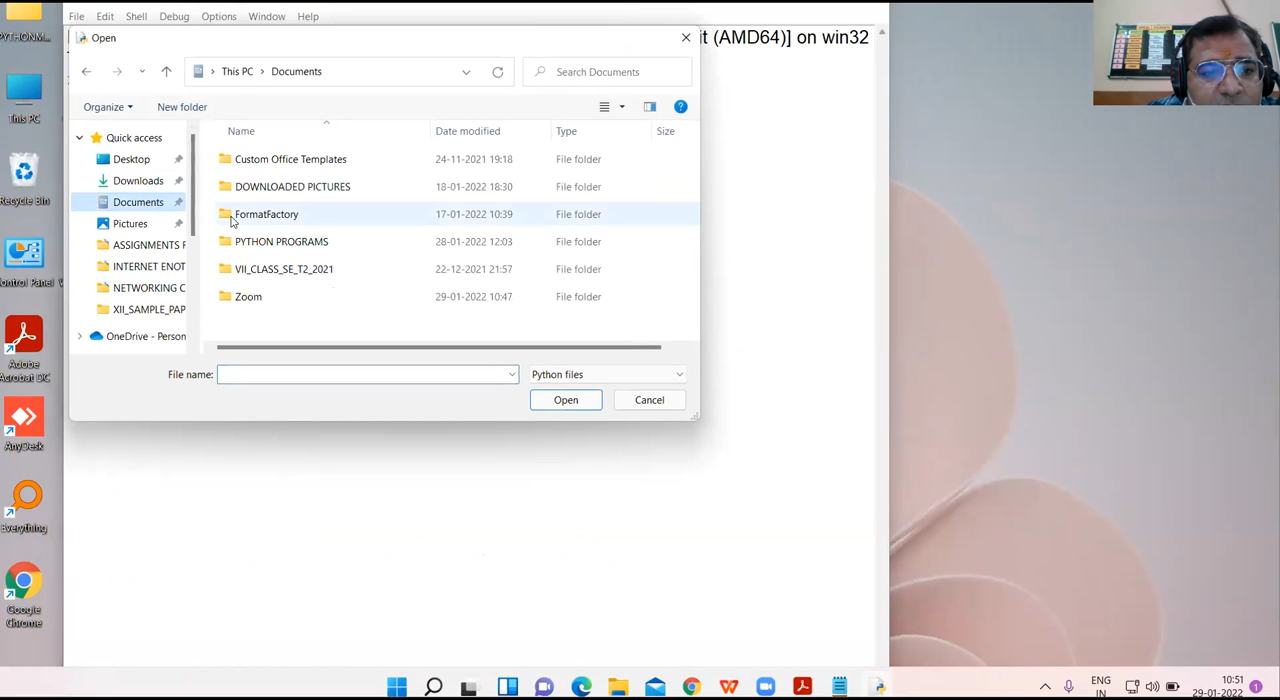 File Edit Shell Debug Options Window Help
PYTHONM...
Open
it (AMD64)] on win32
This PC > Documents
Search Documents
Organize
New folder
Name Date modified Type Size
Quick access
Desktop
Downloads
Documents
Pictures
ASSIGNMENTS F
INTERNET ENOT
NETWORKING C
XII_SAMPLE_PAP
OneDrive - Person
Custom Office Templates 24-11-2021 19:18 File folder
DOWNLOADED PICTURES 18-01-2022 18:30 File folder
FormatFactory 17-01-2022 10:39 File folder
PYTHON PROGRAMS 28-01-2022 12:03 File folder
VII_CLASS_SE_T2_2021 22-12-2021 21:57 File folder
Zoom 29-01-2022 10:47 File folder
File name:
Python files
Open
Cancel
This PC
Recycle Bin
Control Panel
Adobe
Acrobat DC
AnyDesk
Everything
Google
Chrome
ENG
IN
10:51
29-01-2022
1